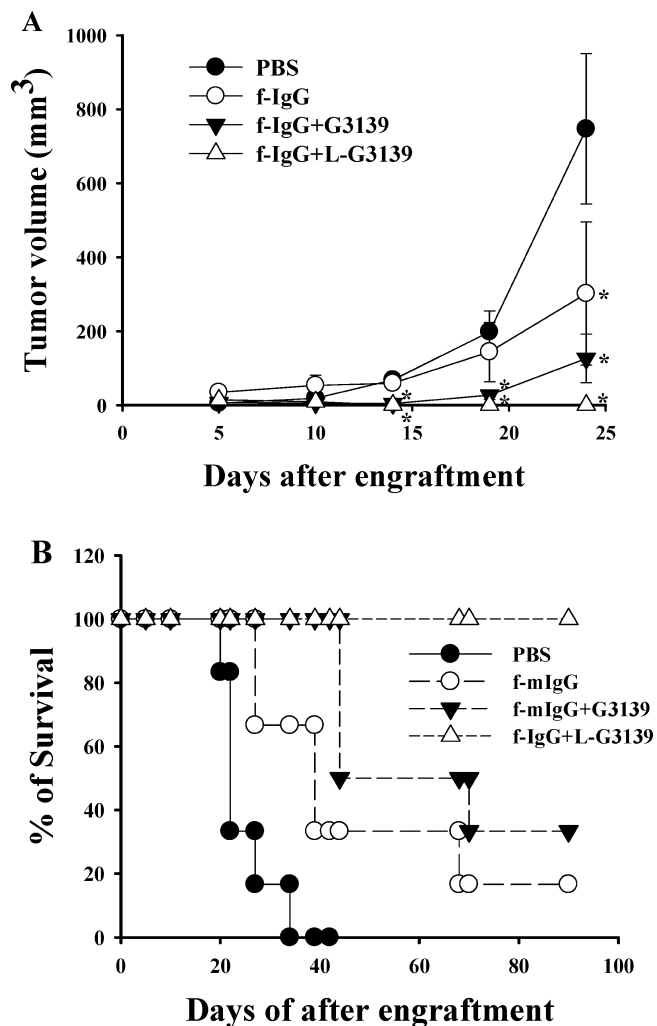 A
1000
800
600
400
200
0
Tumor volume (mm3)
PBS
f-IgG
f-IgG+G3139
f-IgG+L-G3139
*
*
*
*
*
*
*
*
0 5 10 15 20 25
Days after engraftment
B
120
100
80
60
40
20
0
% of Survival
PBS
f-mIgG
f-mIgG+G3139
f-IgG+L-G3139
0 20 40 60 80 100
Days of after engraftment